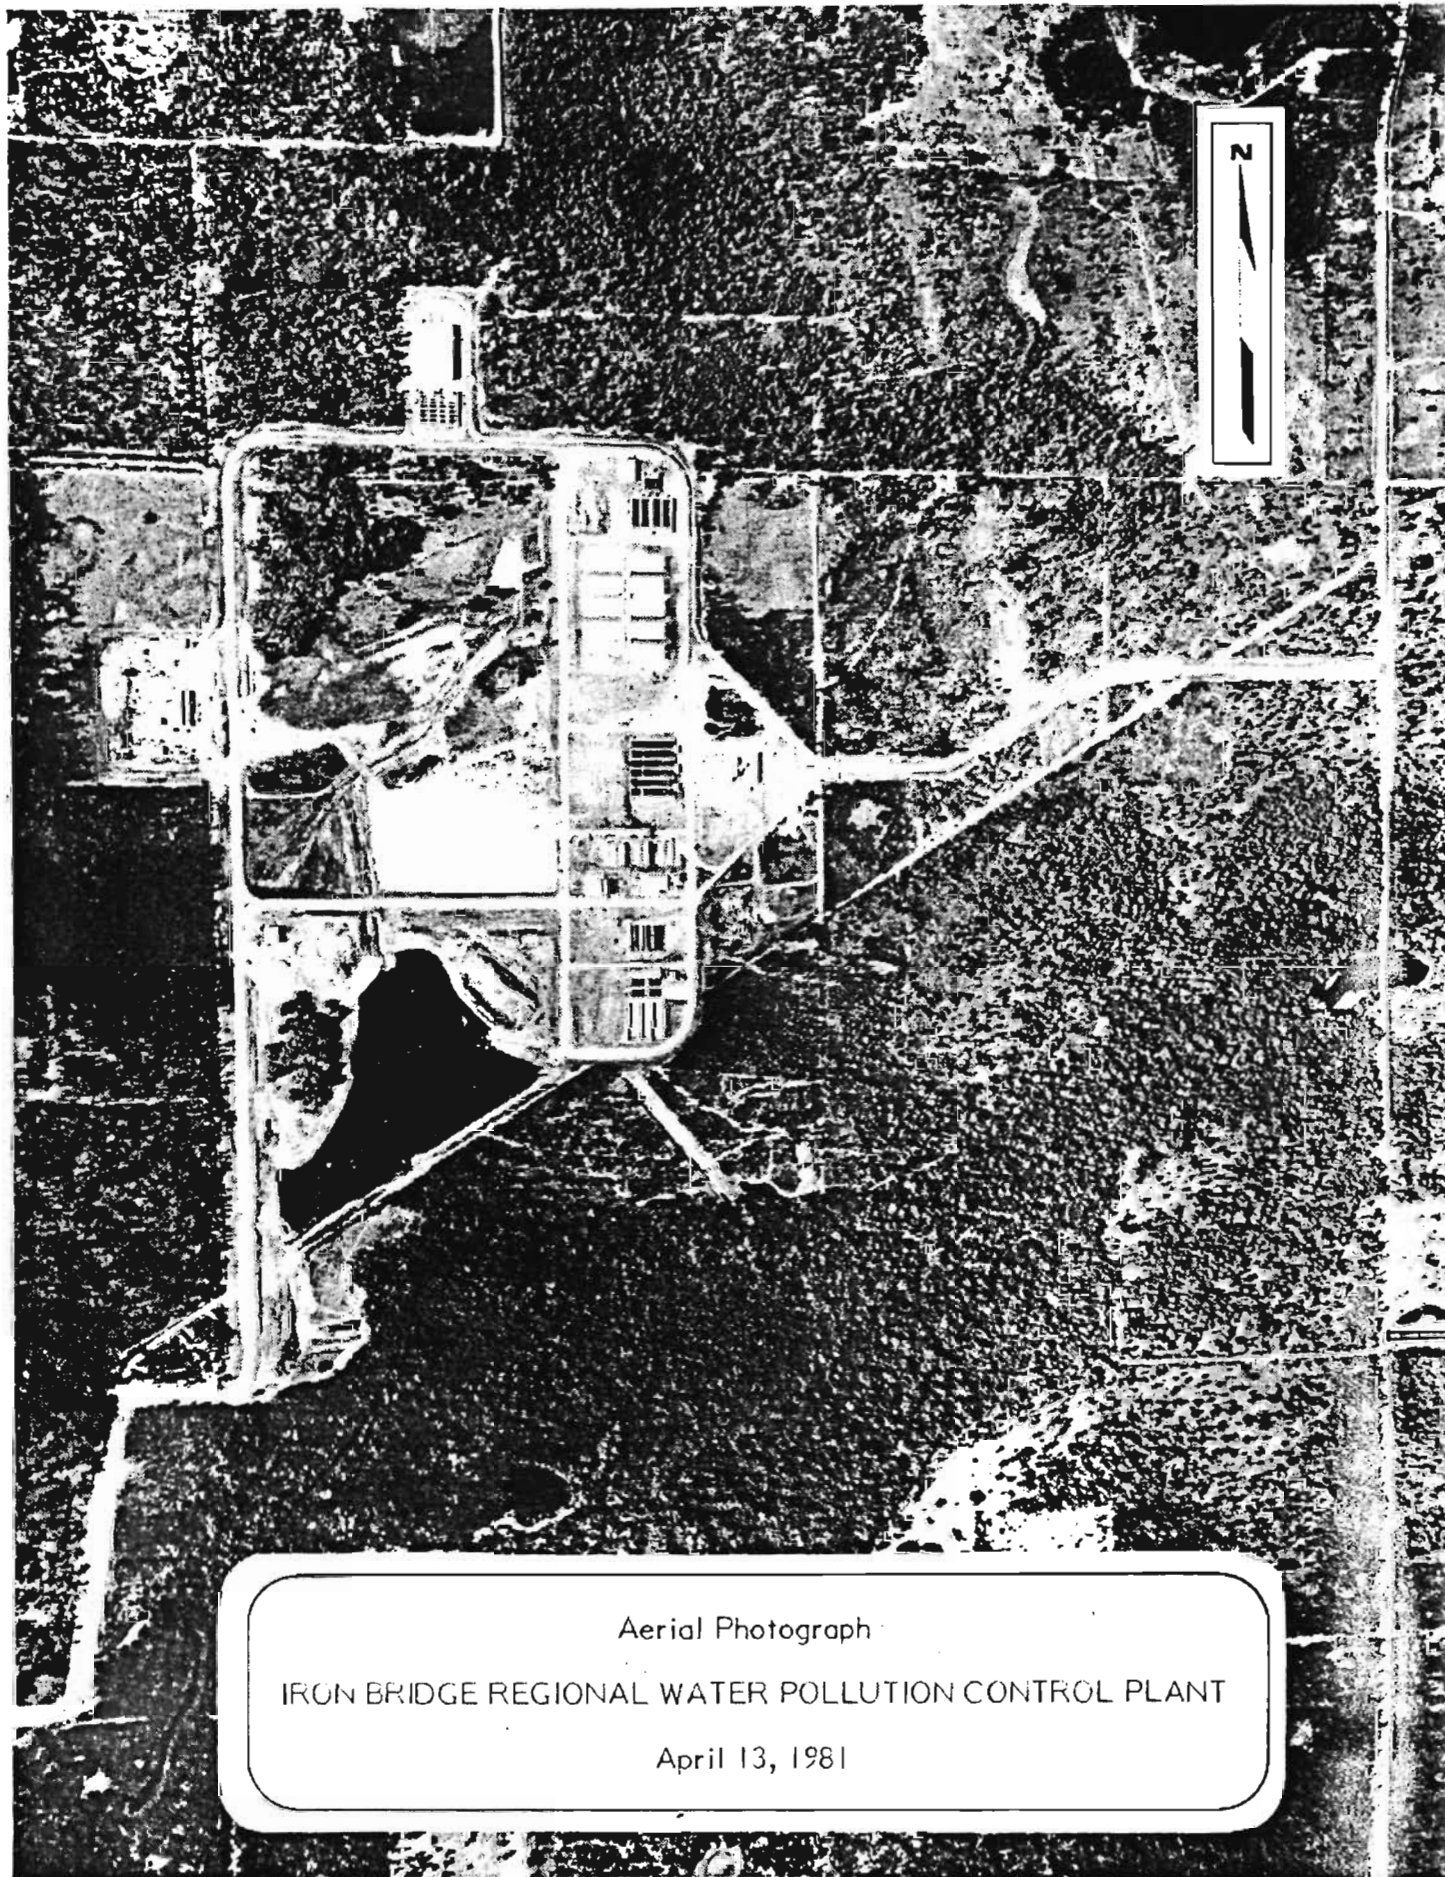 N
Aerial Photograph
IRON BRIDGE REGIONAL WATER POLLUTION CONTROL PLANT
April 13, 1981